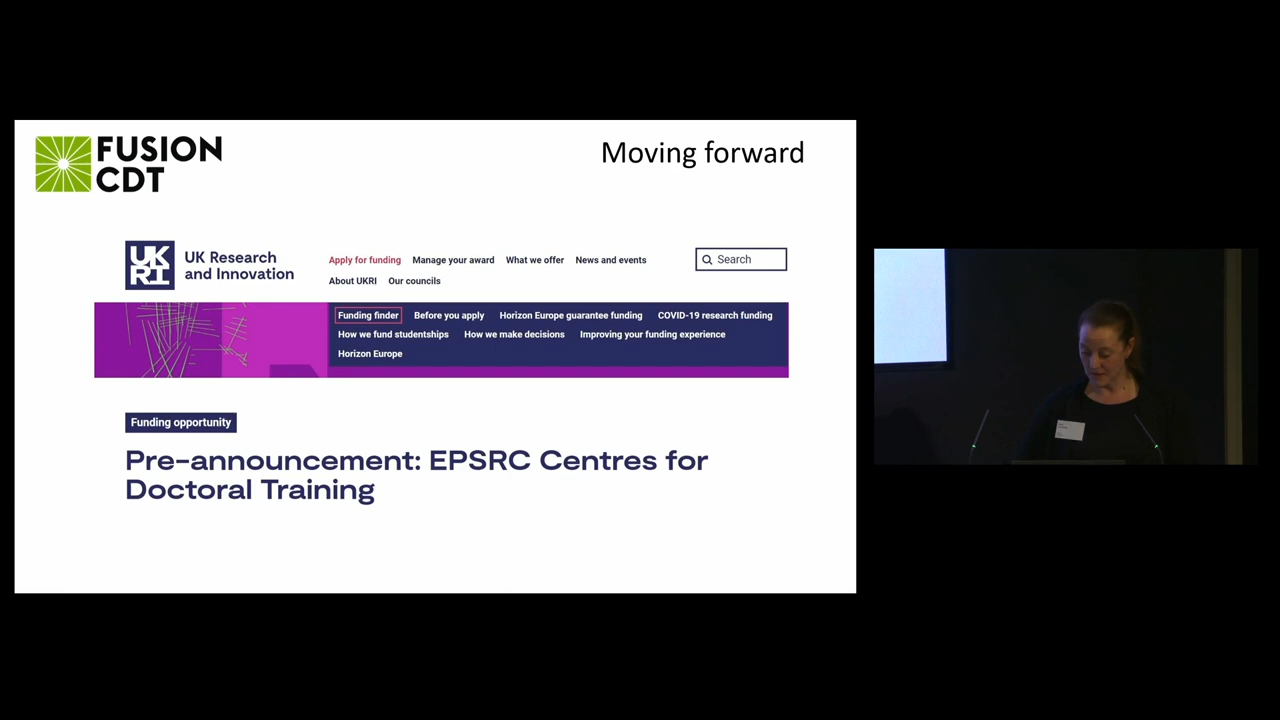 FUSION
CDT
Moving forward
UK
RI
UK Research
and Innovation
Apply for funding Manage your award What we offer News and events
About UKRI Our councils
Search
Funding finder Before you apply Horizon Europe guarantee funding COVID-19 research funding
How we fund studentships How we make decisions Improving your funding experience
Horizon Europe
Funding opportunity
Pre-announcement: EPSRC Centres for
Doctoral Training